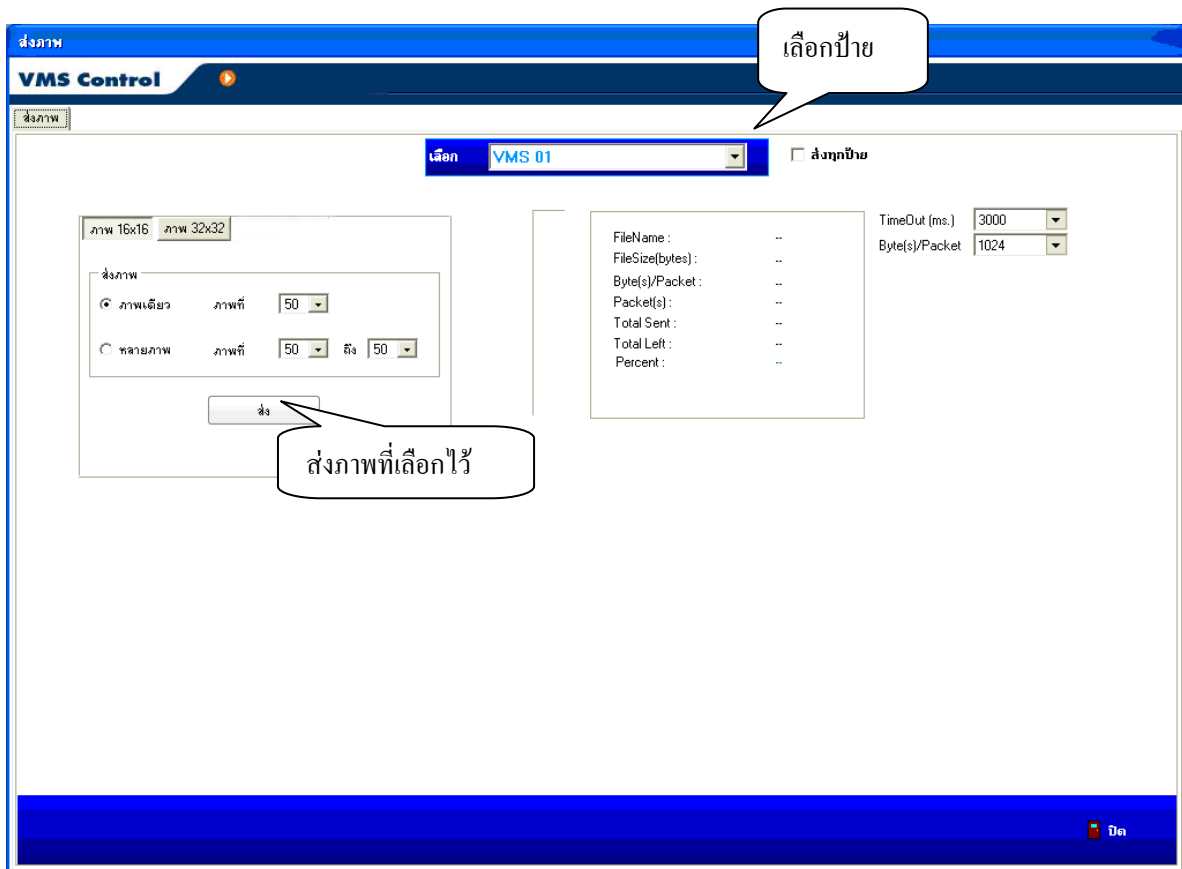 ส่งภาพ
เลือกป้าย
VMS Control
ส่งภาพ
เลือก VMS 01 ส่งทุกป้าย
ภาพ 16x16 ภาพ 32x32
ส่งภาพ
ภาพเดียว ภาพที่ 50
หลายภาพ ภาพที่ 50 ถึง 50
ส่ง
ส่งภาพที่เลือกไว้
FileName : --
FileSize(bytes) : --
Byte(s)/Packet : --
Packet(s) : --
Total Sent : --
Total Left : --
Percent : --
TimeOut (ms.) 3000
Byte(s)/Packet 1024
ปิด